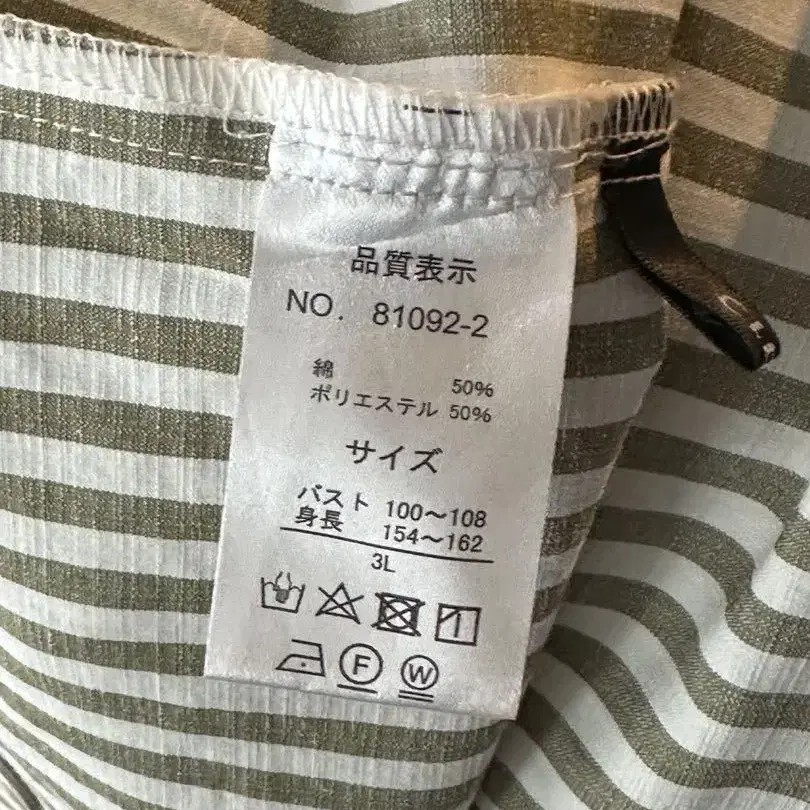 品質表示
NO. 81092-2
綿 50%
ポリエステル 50%
サイズ
バスト 100〜108
身長 154〜162
3L
F W